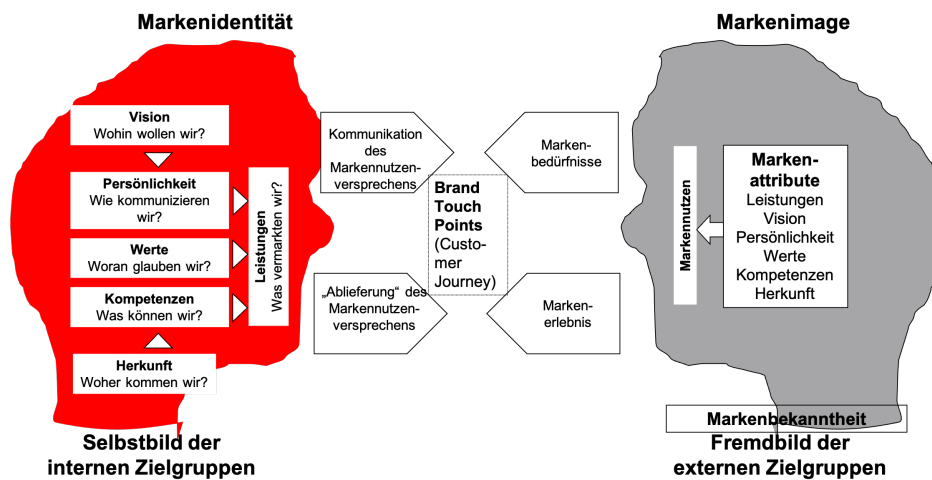 Markenidentität
Vision
Wohin wollen wir?
Persönlichkeit
Wie kommunizieren
wir?
Werte
Woran glauben wir?
Kompetenzen
Was können wir?
Herkunft
Woher kommen wir?
Leistungen
Was vermarkten wir?
Selbstbild der
internen Zielgruppen
Kommunikation
des
Markennutzen-
versprechens
„Ablieferung“ des
Markennutzen-
versprechens
Brand
Touch
Points
(Custo-
mer
Journey)
Marken-
bedürfnisse
Marken-
erlebnis
Markenimage
Markennutzen
Marken-
attribute
Leistungen
Vision
Persönlichkeit
Werte
Kompetenzen
Herkunft
Markenbekanntheit
Fremdbild der
externen Zielgruppen